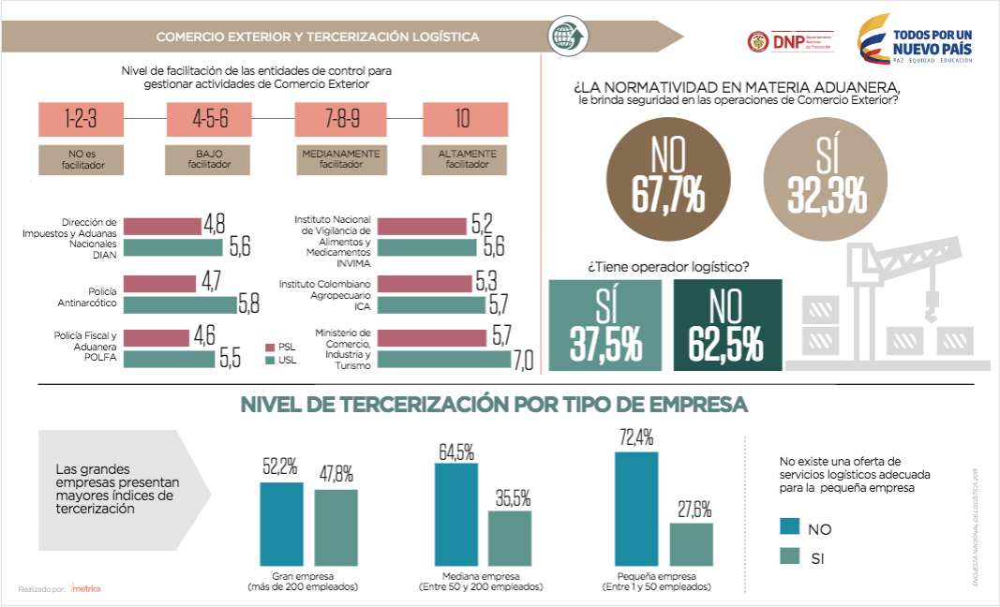 COMERCIO EXTERIOR Y TERCERIZACIÓN LOGÍSTICA
DNP
Departamento
Nacional
de Planeación
TODOS POR UN
NUEVO PAÍS
PAZ EQUIDAD EDUCACIÓN
Nivel de facilitación de las entidades de control para
gestionar actividades de Comercio Exterior
1-2-3
4-5-6
7-8-9
10
NO es
facilitador
BAJO
facilitador
MEDIANAMENTE
facilitador
ALTAMENTE
facilitador
Dirección de
Impuestos y Aduanas
Nacionales
DIAN
4,8
5,6
Policía
Antinarcótico
4,7
5,8
Policía Fiscal y
Aduanera
POLFA
4,6
5,5
PSL
USL
Instituto Nacional
de Vigilancia de
Alimentos y
Medicamentos
INVIMA
5,2
5,6
Instituto Colombiano
Agropecuario
ICA
5,3
5,7
Ministerio de
Comercio,
Industria y
Turismo
5,7
7,0
¿LA NORMATIVIDAD EN MATERIA ADUANERA,
le brinda seguridad en las operaciones de Comercio Exterior?
NO
67,7%
SÍ
32,3%
¿Tiene operador logístico?
SÍ
37,5%
NO
62,5%
NIVEL DE TERCERIZACIÓN POR TIPO DE EMPRESA
Las grandes
empresas presentan
mayores índices de
tercerización
52,2%
47,8%
Gran empresa
(más de 200 empleados)
64,5%
35,5%
Mediana empresa
(Entre 50 y 200 empleados)
72,4%
27,6%
Pequeña empresa
(Entre 1 y 50 empleados)
No existe una oferta de
servicios logísticos adecuada
para la pequeña empresa
NO
SI
ENCUESTA NACIONAL DE LOGÍSTICA 2015
Realizado por: imetrica